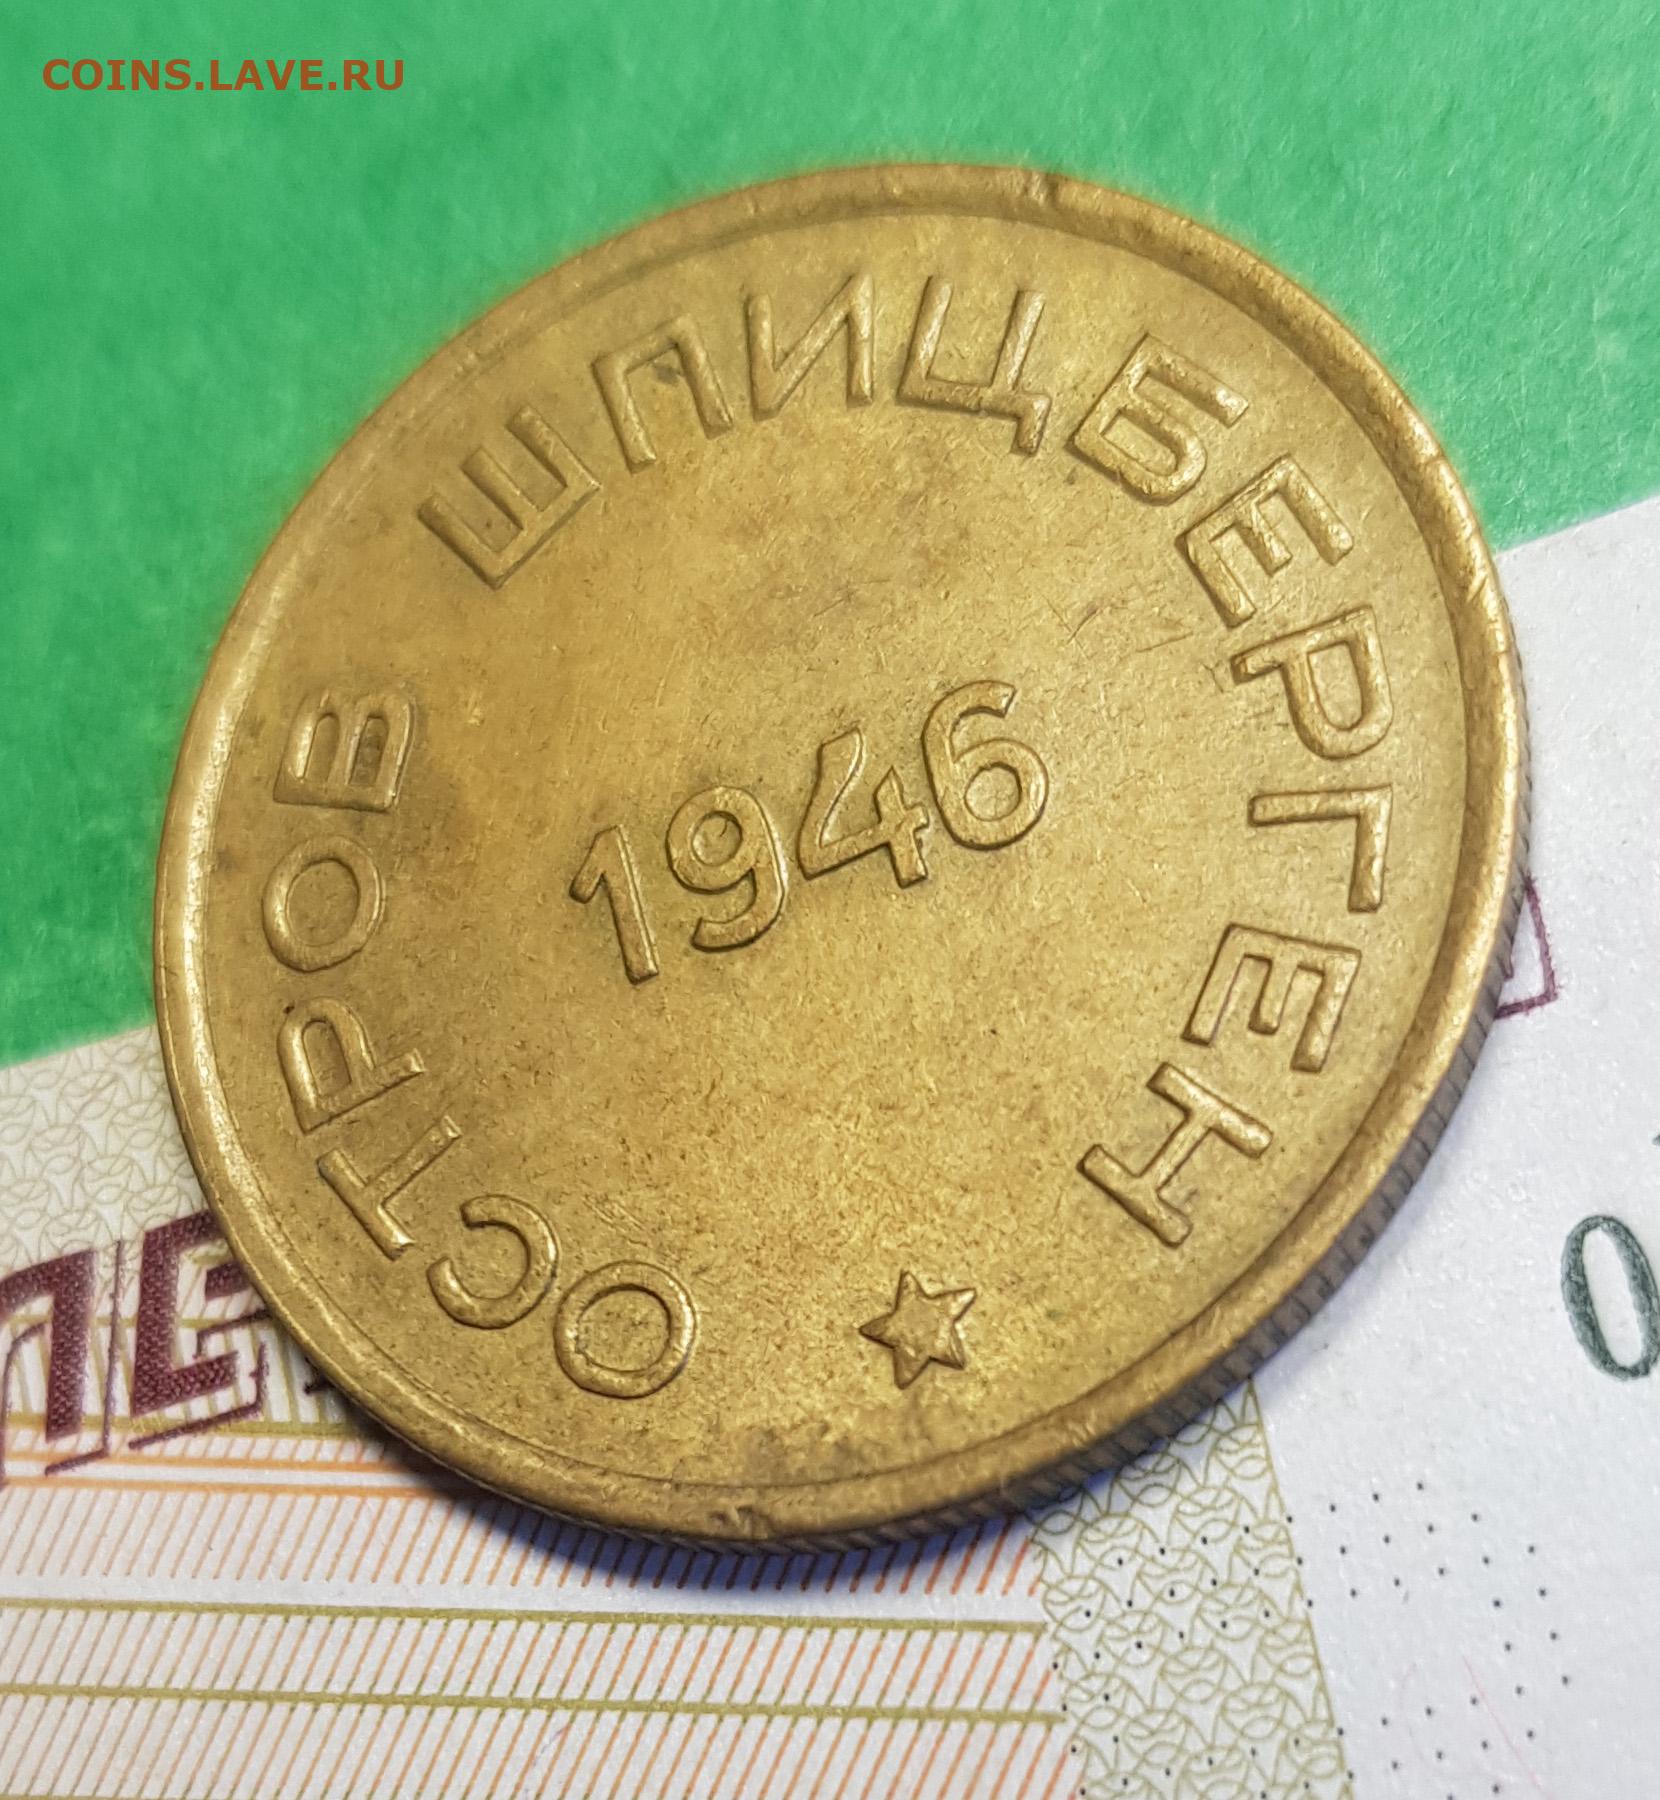 COINS.LAVE.RU
ОСТРОВ ШПИЦБЕРГЕН
1946